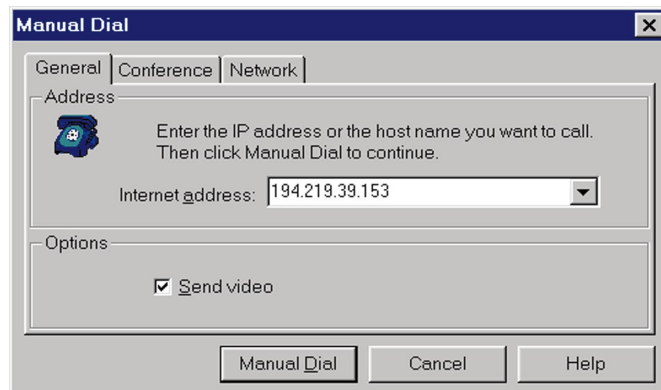 Manual Dial
General Conference Network
Address
Enter the IP address or the host name you want to call.
Then click Manual Dial to continue.
Internet address: 194.219.39.153
Options
Send video
Manual Dial Cancel Help